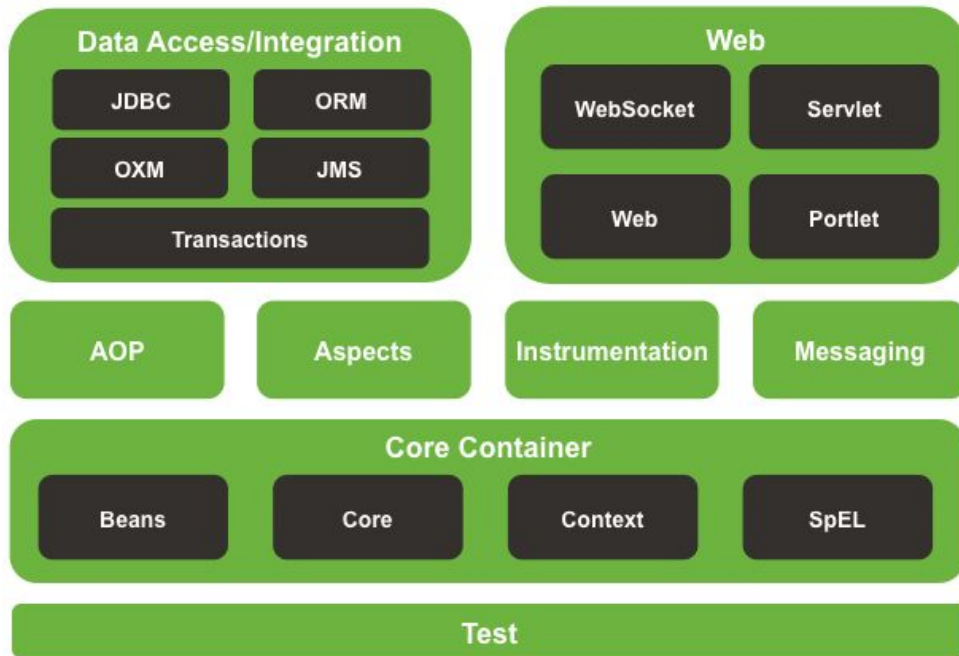 Data Access/Integration
JDBC
ORM
OXM
JMS
Transactions
Web
WebSocket
Servlet
Web
Portlet
AOP
Aspects
Instrumentation
Messaging
Core Container
Beans
Core
Context
SpEL
Test